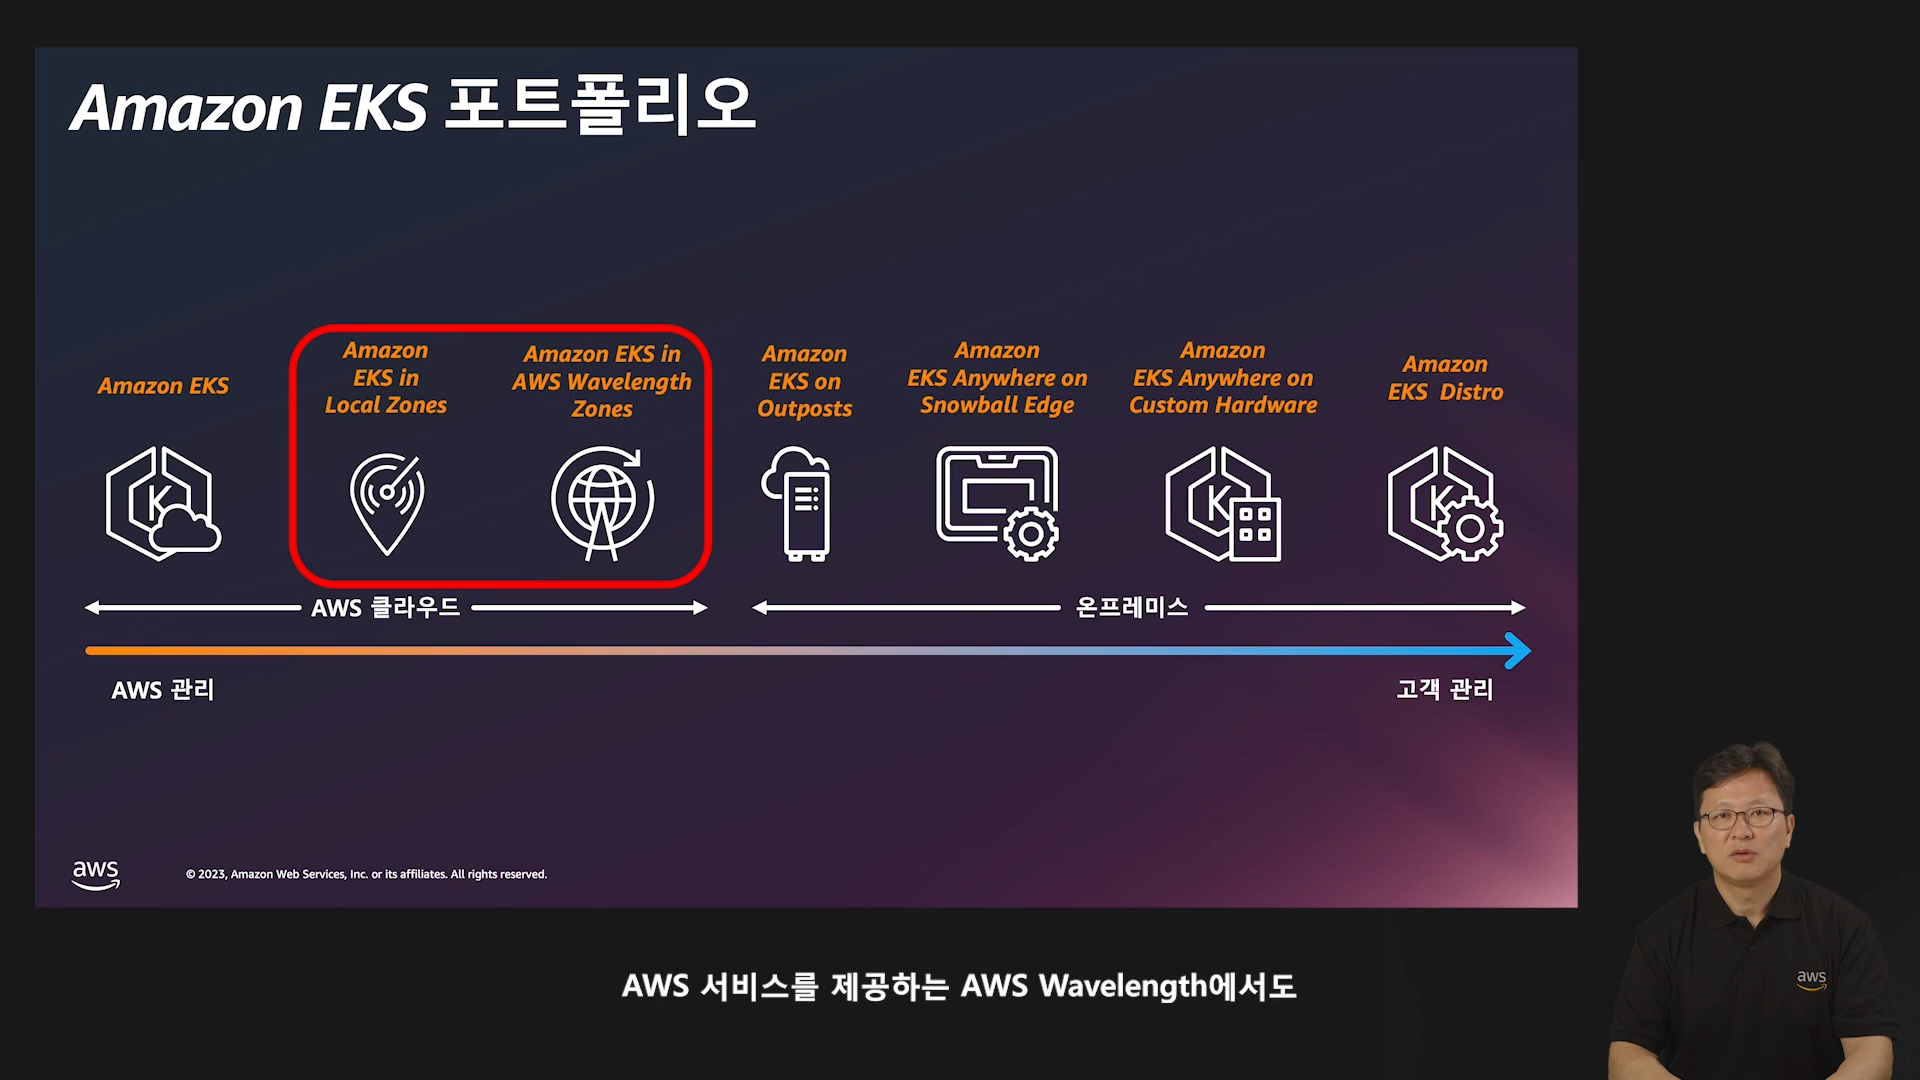 Amazon EKS 포트폴리오
Amazon EKS
Amazon
EKS in
Local Zones
Amazon EKS in
AWS Wavelength
Zones
Amazon
EKS on
Outposts
Amazon
EKS Anywhere on
Snowball Edge
Amazon
EKS Anywhere on
Custom Hardware
Amazon
EKS Distro
K
K
K
AWS 클라우드
온프레미스
AWS 관리
고객 관리
aws
© 2023, Amazon Web Services, Inc. or its affiliates. All rights reserved.
aws
AWS 서비스를 제공하는 AWS Wavelength에서도